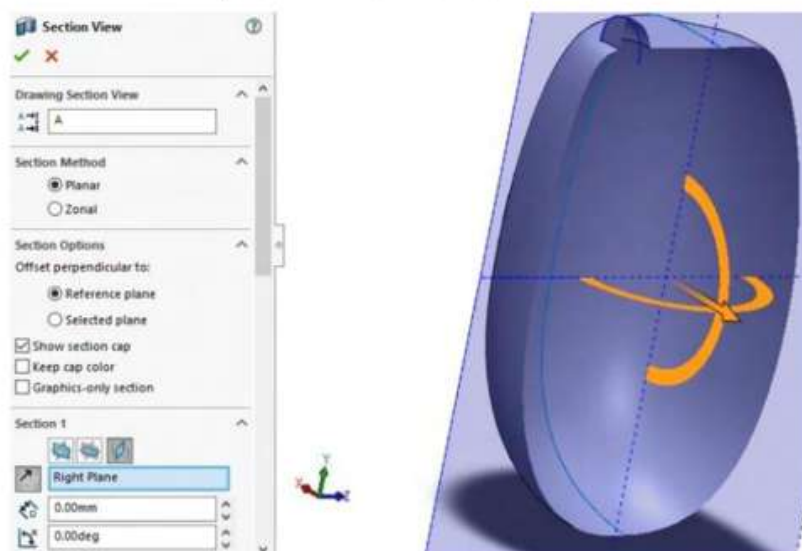 Section View
Drawing Section View
A
Section Method
Planar
Zonal
Section Options
Offset perpendicular to:
Reference plane
Selected plane
Show section cap
Keep cap color
Graphics-only section
Section 1
Right Plane
0.00mm
0.00deg
Y
X
Z